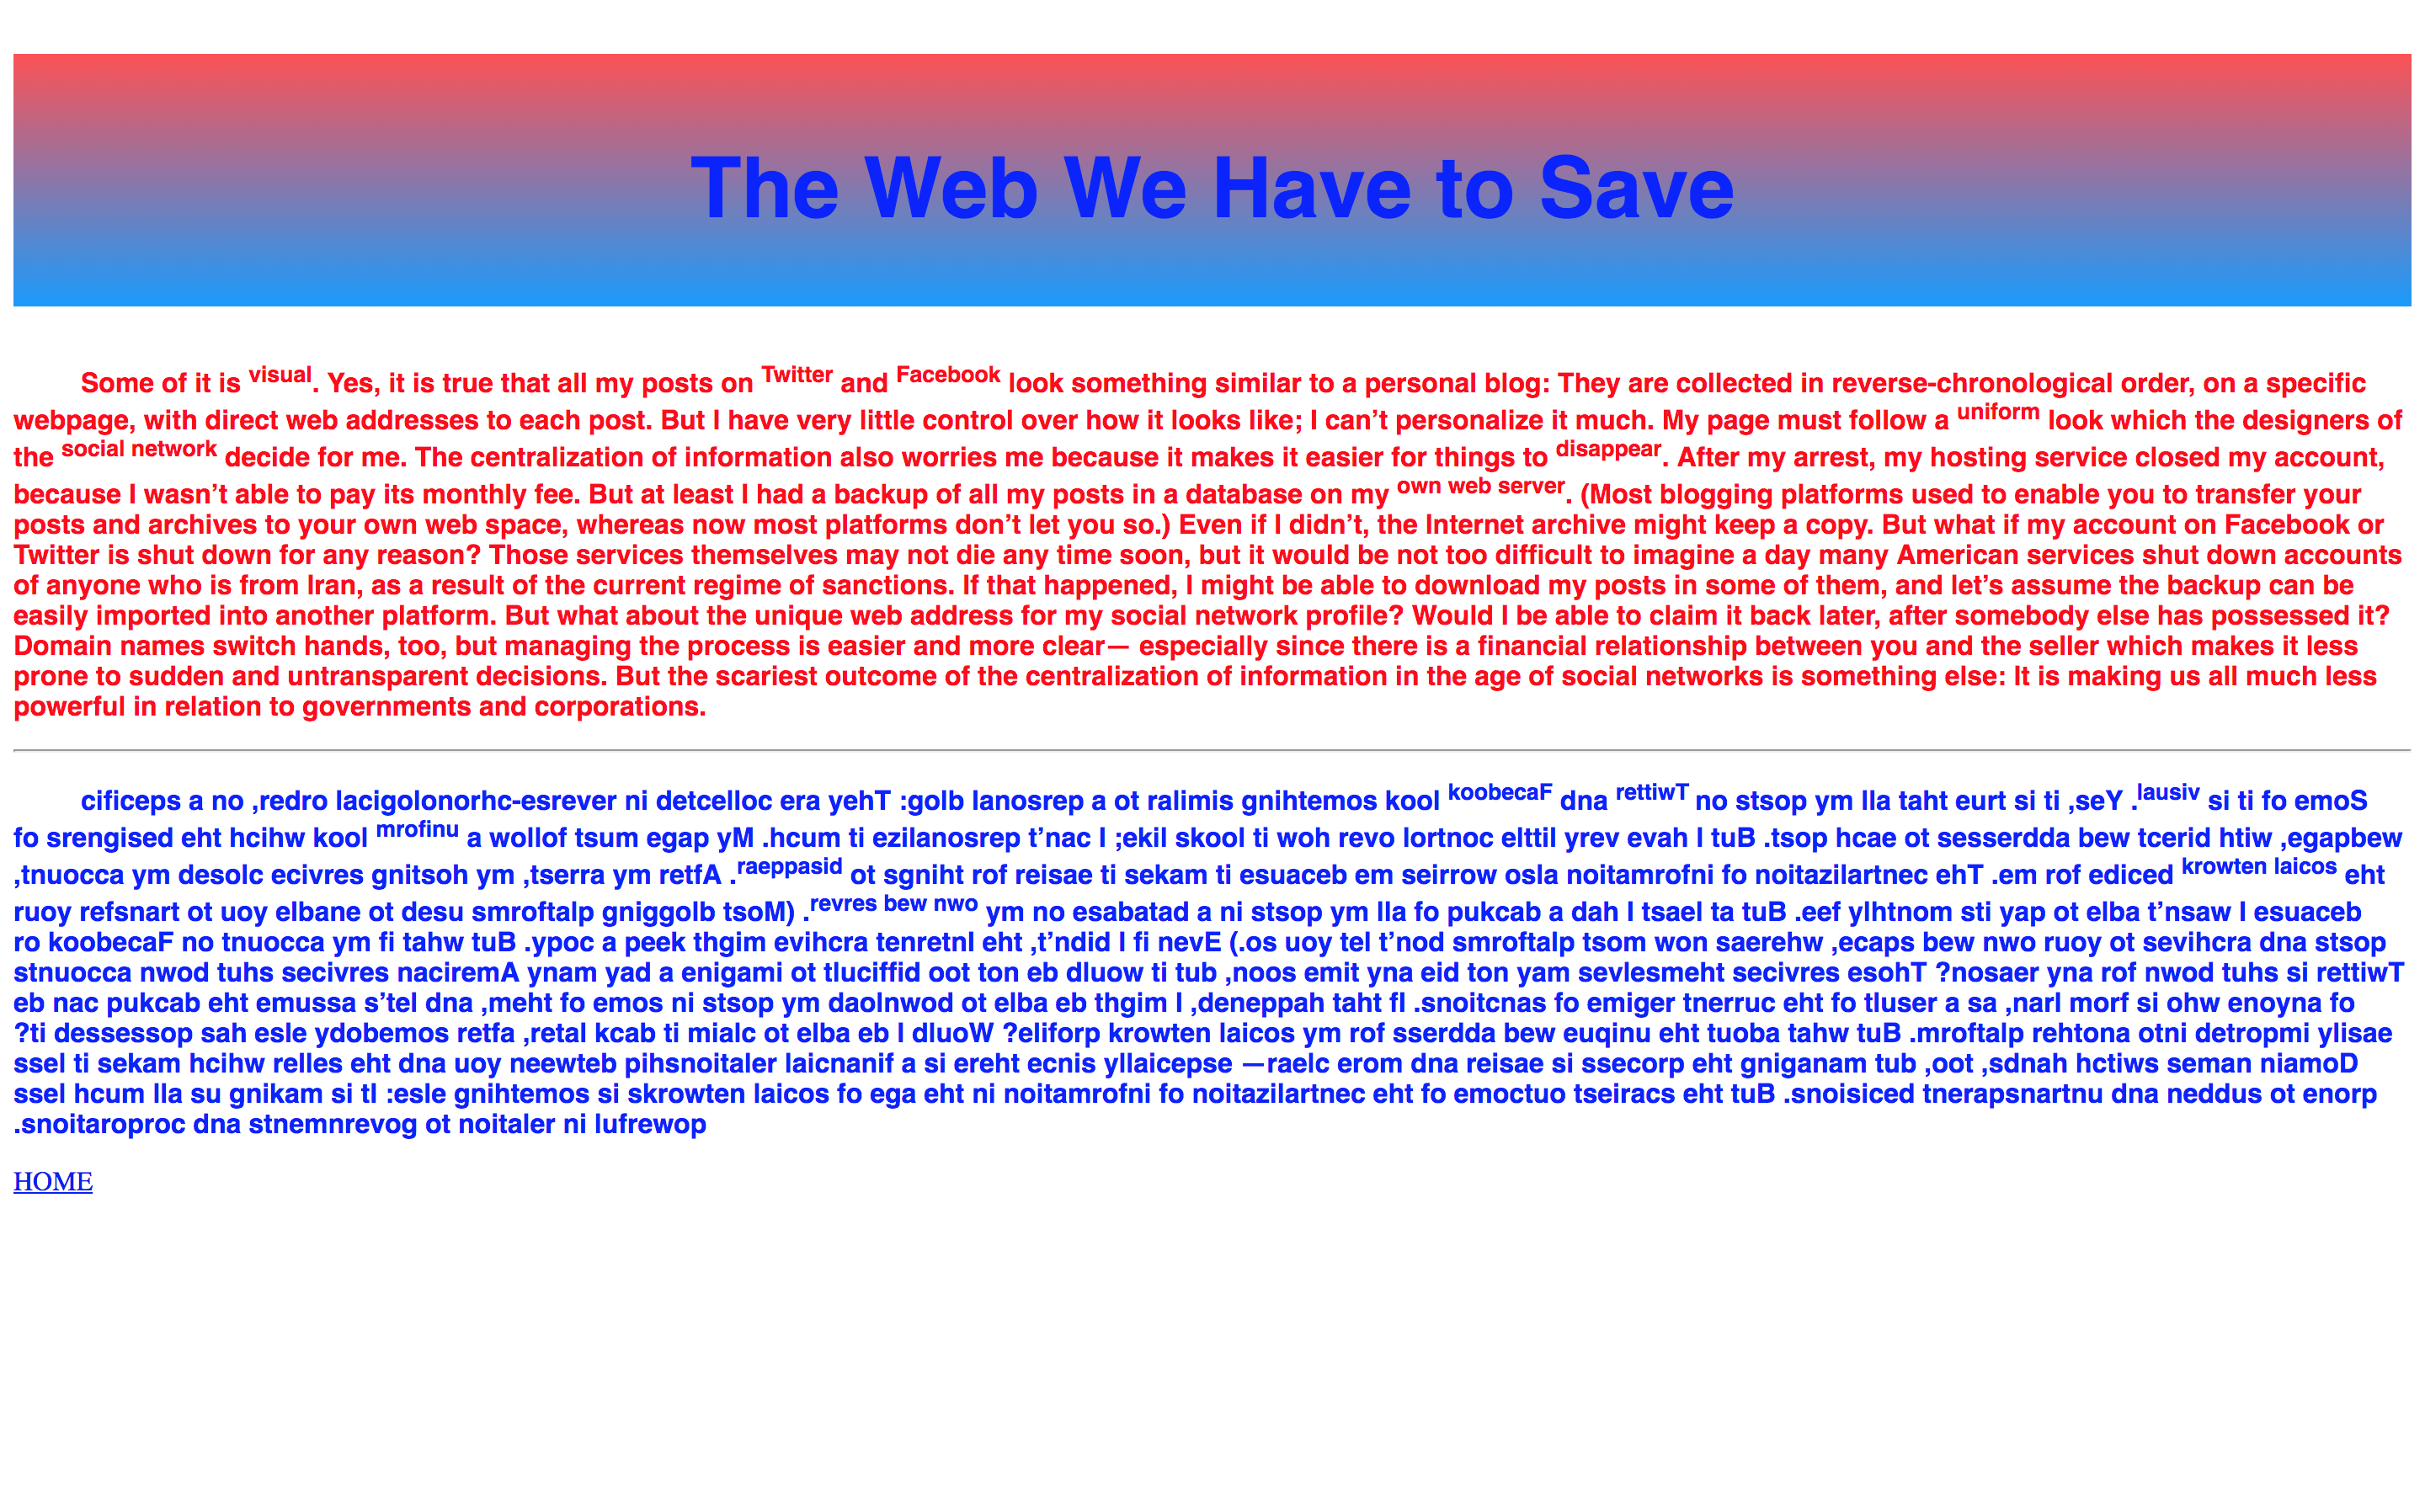 The Web We Have to Save
Some of it is visual. Yes, it is true that all my posts on Twitter and Facebook look something similar to a personal blog: They are collected in reverse-chronological order, on a specific
webpage, with direct web addresses to each post. But I have very little control over how it looks like; I can’t personalize it much. My page must follow a uniform look which the designers of
the social network decide for me. The centralization of information also worries me because it makes it easier for things to disappear. After my arrest, my hosting service closed my account,
because I wasn’t able to pay its monthly fee. But at least I had a backup of all my posts in a database on my own web server. (Most blogging platforms used to enable you to transfer your
posts and archives to your own web space, whereas now most platforms don’t let you so.) Even if I didn’t, the Internet archive might keep a copy. But what if my account on Facebook or
Twitter is shut down for any reason? Those services themselves may not die any time soon, but it would be not too difficult to imagine a day many American services shut down accounts
of anyone who is from Iran, as a result of the current regime of sanctions. If that happened, I might be able to download my posts in some of them, and let’s assume the backup can be
easily imported into another platform. But what about the unique web address for my social network profile? Would I be able to claim it back later, after somebody else has possessed it?
Domain names switch hands, too, but managing the process is easier and more clear— especially since there is a financial relationship between you and the seller which makes it less
prone to sudden and untransparent decisions. But the scariest outcome of the centralization of information in the age of social networks is something else: It is making us all much less
powerful in relation to governments and corporations.
cificeps a no ,redro lacigolonorhc-esrever ni detcelloc era yehT :golb lanosrep a ot ralimis gnihtemos kool koobecaF dna rettiwT no stsop ym lla taht eurt si ti ,seY .lausiv si ti fo emoS
fo srengised eht hcihw kool mrofinu a wollof tsum egap yM .hcum ti ezilanosrep t’nac I ;ekil skool ti woh revo lortnoc elttil yrev evah I tuB .tsop hcae ot sesserdda bew tcerid htiw ,egapbew
,tnuocca ym desolc ecivres gnitsoh ym ,tserra ym retfA .raeppasid ot sgniht rof reisae ti sekam ti esuaceb em seirrow osla noitamrofni fo noitazilartnec ehT .em rof ediced krowten laicos eht
ruoy refsnart ot uoy elbane ot desu smroftalp gniggolb tsoM) .revres bew nwo ym no esabatad a ni stsop ym lla fo pukcab a dah I tsael ta tuB .eef ylhtnom sti yap ot elba t’nsaw I esuaceb
ro koobecaF no tnuocca ym fi tahw tuB .ypoc a peek thgim evihcra tenretnI eht ,t’ndid I fi nevE (.os uoy tel t’nod smroftalp tsom won saerehw ,ecaps bew nwo ruoy ot sevihcra dna stsop
stnuocca nwod tuhs secivres naciremA ynam yad a enigami ot tluciffid oot ton eb dluow ti tub ,noos emit yna eid ton yam sevlesmeht secivres esohT ?nosaer yna rof nwod tuhs si rettiwT
eb nac pukcab eht emussa s’tel dna ,meht fo emos ni stsop ym daolnwod ot elba eb thgim I ,deneppah taht fI .snoitcnas fo emiger tnerruc eht fo tluser a sa ,narI morf si ohw enoyna fo
?ti dessessop sah esle ydobemos retfa ,retal kcab ti mialc ot elba eb I dluoW ?eliforp krowten laicos ym rof sserdda bew euqinu eht tuoba tahw tuB .mroftalp rehtona otni detropmi ylisae
ssel ti sekam hcihw relles eht dna uoy neewteb pihsnoitaler laicnanif a si ereht ecnis yllaicepse —raelc erom dna reisae si ssecorp eht gniganam tub ,oot ,sdnah hctiws seman niamoD
ssel hcum lla su gnikam si tI :esle gnihtemos si skrowten laicos fo ega eht ni noitamrofni fo noitazilartnec eht fo emoctuo tseiracs eht tuB .snoisiced tnerapsnartnu dna neddus ot enorp
.snoitaroproc dna stnemnrevog ot noitaler ni lufrewop
HOME